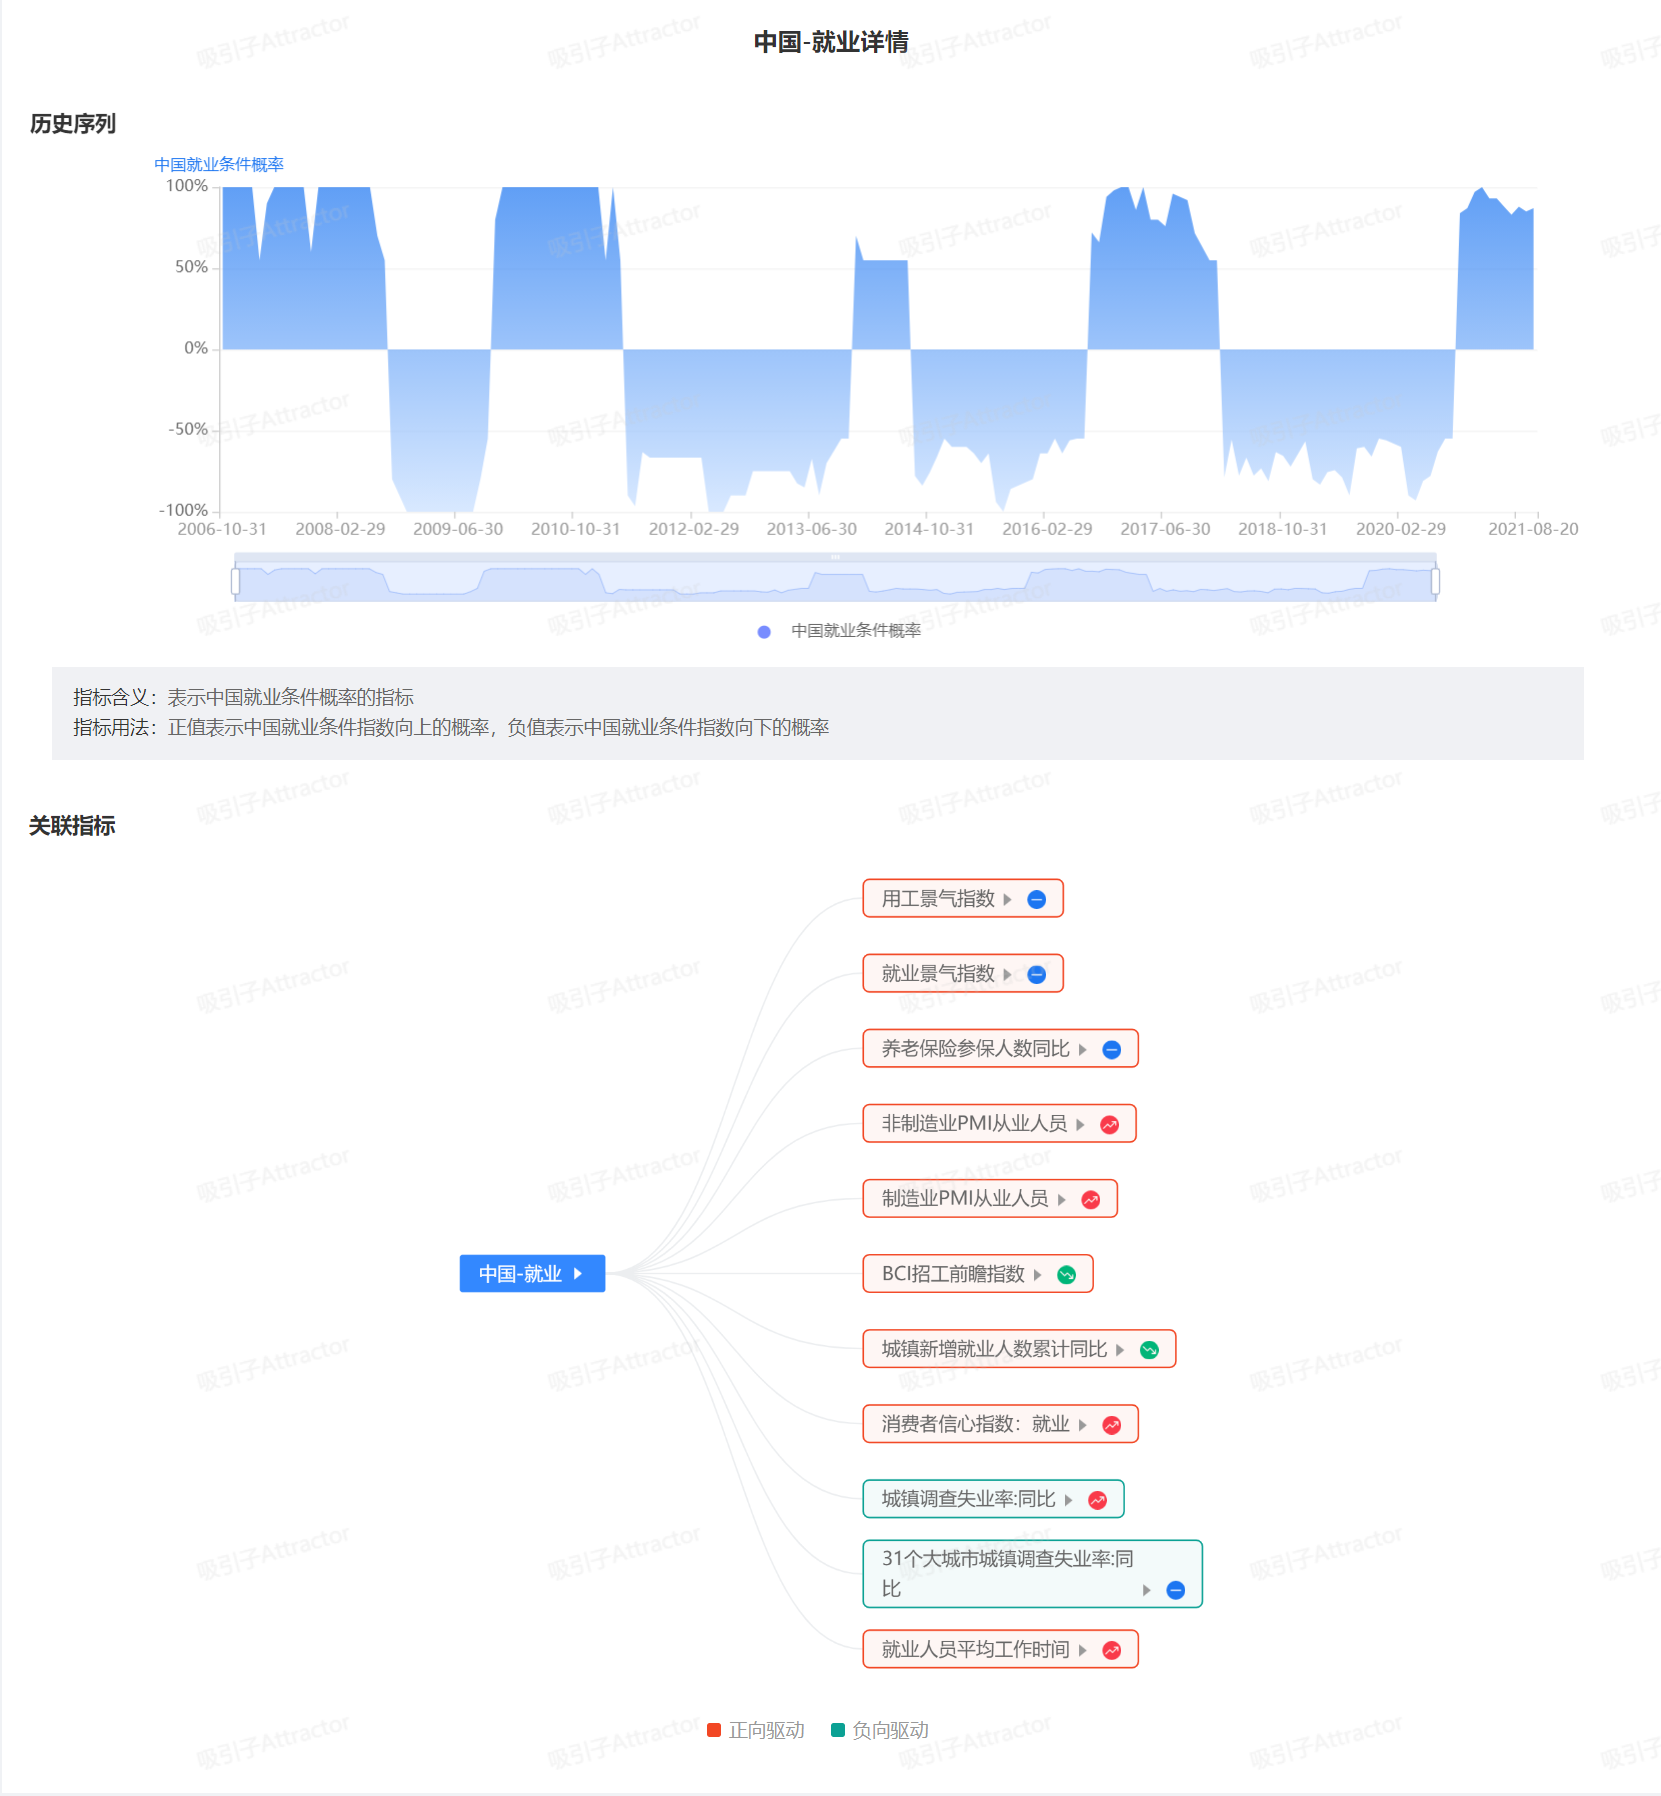 中国-就业详情
历史序列
中国就业条件概率
100%
50%
0%
-50%
-100%
2006-10-31 2008-02-29 2009-06-30 2010-10-31 2012-02-29 2013-06-30 2014-10-31 2016-02-29 2017-06-30 2018-10-31 2020-02-29 2021-08-20
中国就业条件概率
指标含义：表示中国就业条件概率的指标
指标用法：正值表示中国就业条件指数向上的概率，负值表示中国就业条件指数向下的概率
关联指标
用工景气指数
就业景气指数
养老保险参保人数同比
非制造业PMI从业人员
制造业PMI从业人员
中国-就业
BCI招工前瞻指数
城镇新增就业人数累计同比
消费者信心指数：就业
城镇调查失业率:同比
31个大城市城镇调查失业率:同
比
就业人员平均工作时间
正向驱动 负向驱动
吸引子Attractor